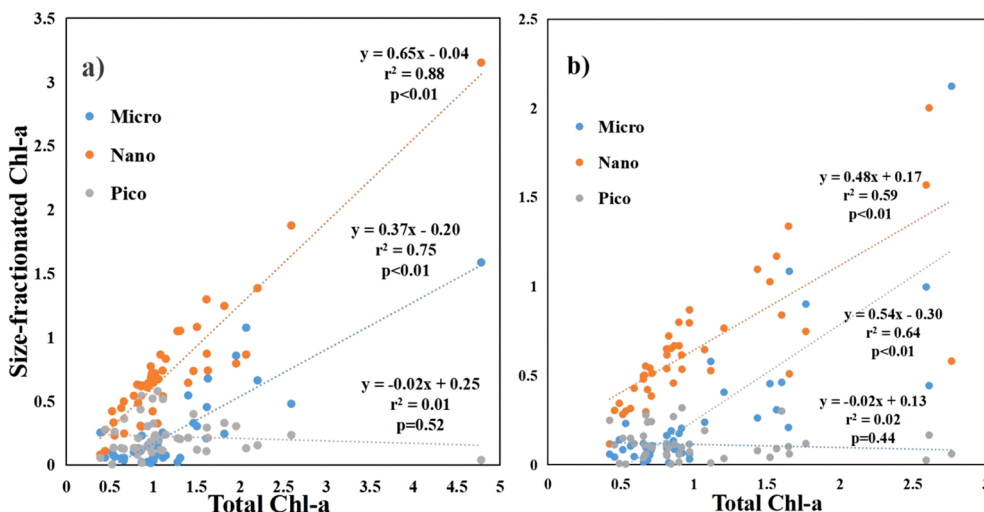 3.5
3
2.5
2
1.5
1
0.5
0
Size-fractionated Chl-a
a)
Micro
Nano
Pico
y = 0.65x - 0.04
r² = 0.88
p<0.01
y = 0.37x - 0.20
r² = 0.75
p<0.01
y = -0.02x + 0.25
r² = 0.01
p=0.52
0 0.5 1.0 1.5 2 2.5 3 3.5 4 4.5 5
Total Chl-a
2.5
2
1.5
1
0.5
0
b)
Micro
Nano
Pico
y = 0.48x + 0.17
r² = 0.59
p<0.01
y = 0.54x - 0.30
r² = 0.64
p<0.01
y = -0.02x + 0.13
r² = 0.02
p=0.44
0 0.5 1 1.5 2 2.5 3
Total Chl-a